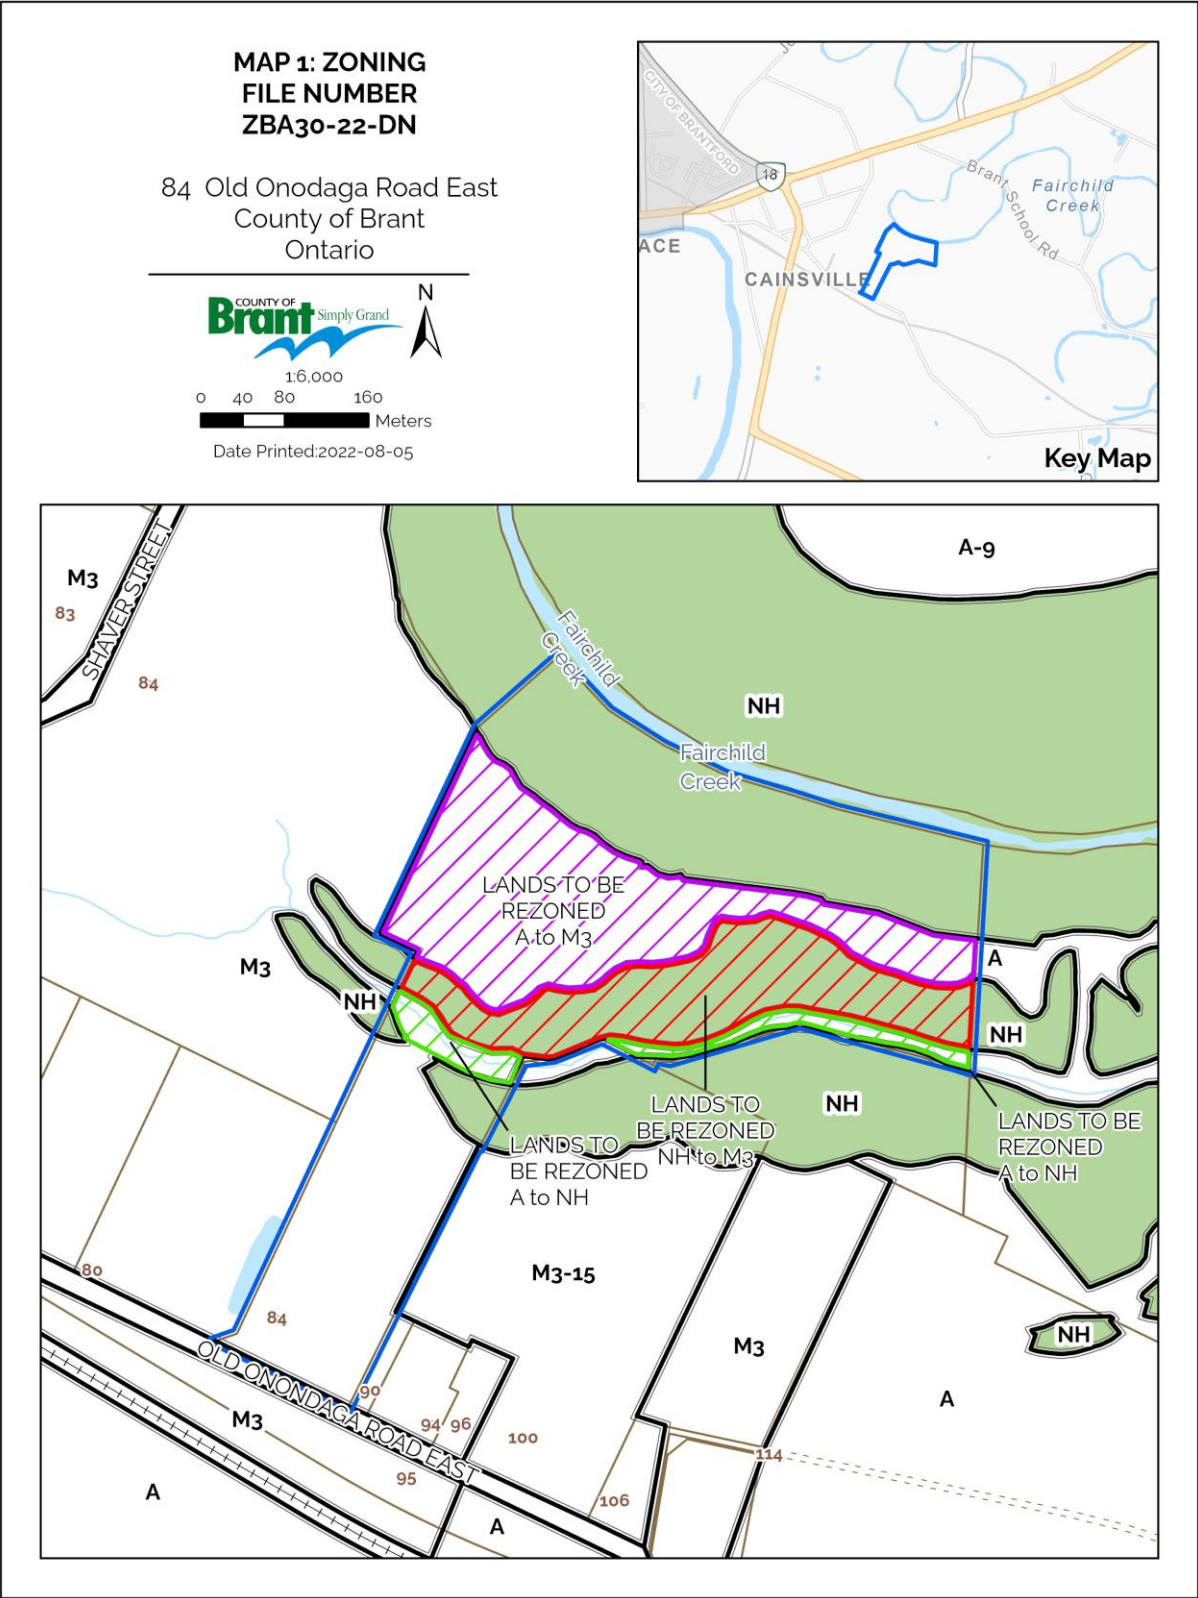 MAP 1: ZONING
FILE NUMBER
ZBA30-22-DN
84 Old Onodaga Road East
County of Brant
Ontario
COUNTY OF
Brant
Simply Grand
N
1:6,000
0 40 80 160
Meters
Date Printed:2022-08-05
CITY OF BRANTFORD
18
Brant School Rd
Fairchild
Creek
ACE
CAINSVILLE
Key Map
A-9
M3
83
SHAVER STREET
84
Fairchild
Creek
NH
Fairchild
Creek
LANDS TO BE
REZONED
A to M3
A
M3
NH
NH
LANDS TO
BE REZONED
NH to M3
NH
LANDS TO BE
REZONED
A to NH
LANDS TO
BE REZONED
A to NH
80
M3-15
84
NH
M3
OLD ONONDAGA ROAD EAST
90
M3
94
96
100
A
114
95
106
A
A